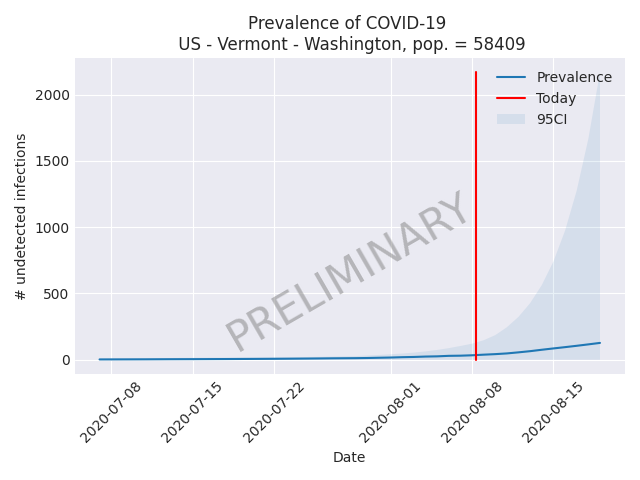 Prevalence of COVID-19
US - Vermont - Washington, pop. = 58409
Prevalence
Today
95CI
# undetected infections
2000
1500
1000
500
0
PRELIMINARY
2020-07-08
2020-07-15
2020-07-22
2020-08-01
2020-08-08
2020-08-15
Date